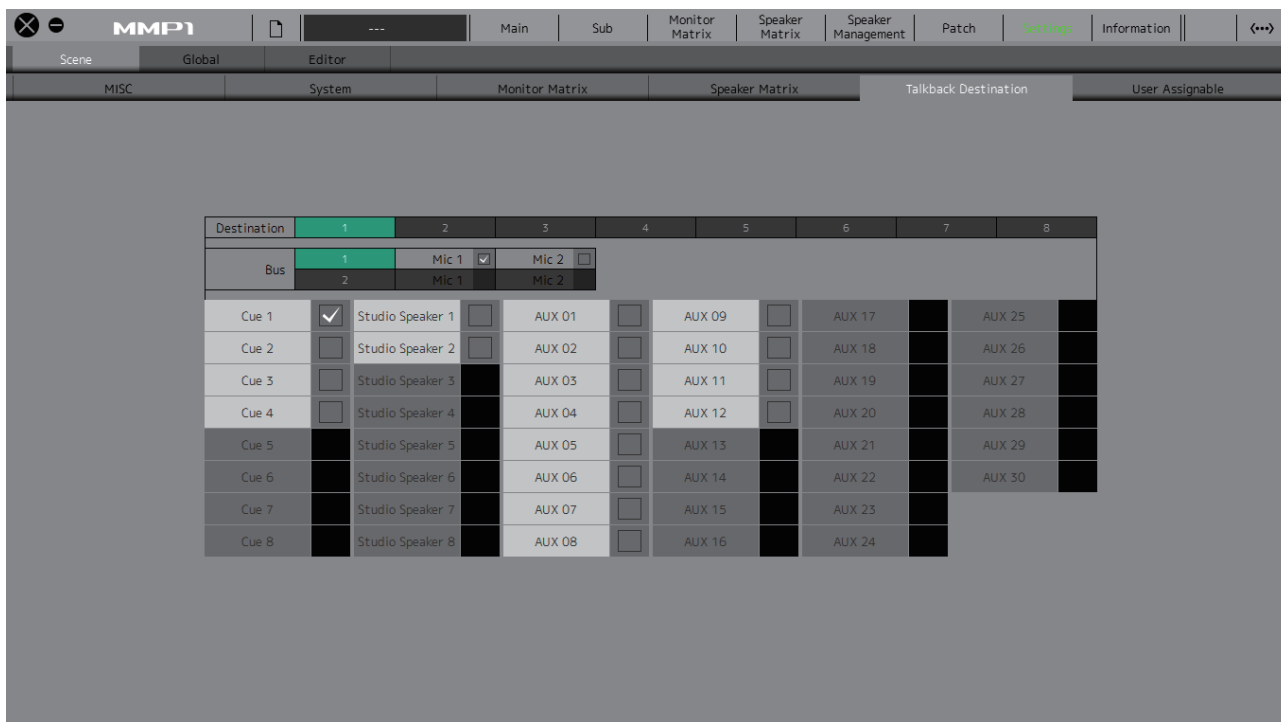 MMP1 --- Main Sub Monitor Matrix Speaker Matrix Speaker Management Patch Settings Information
Scene Global Editor
MISC System Monitor Matrix Speaker Matrix Talkback Destination User Assignable
Destination 1 2 3 4 5 6 7 8
Bus 1 Mic 1 Mic 2
2 Mic 1 Mic 2
Cue 1 Studio Speaker 1 AUX 01 AUX 09 AUX 17 AUX 25
Cue 2 Studio Speaker 2 AUX 02 AUX 10 AUX 18 AUX 26
Cue 3 Studio Speaker 3 AUX 03 AUX 11 AUX 19 AUX 27
Cue 4 Studio Speaker 4 AUX 04 AUX 12 AUX 20 AUX 28
Cue 5 Studio Speaker 5 AUX 05 AUX 13 AUX 21 AUX 29
Cue 6 Studio Speaker 6 AUX 06 AUX 14 AUX 22 AUX 30
Cue 7 Studio Speaker 7 AUX 07 AUX 15 AUX 23
Cue 8 Studio Speaker 8 AUX 08 AUX 16 AUX 24